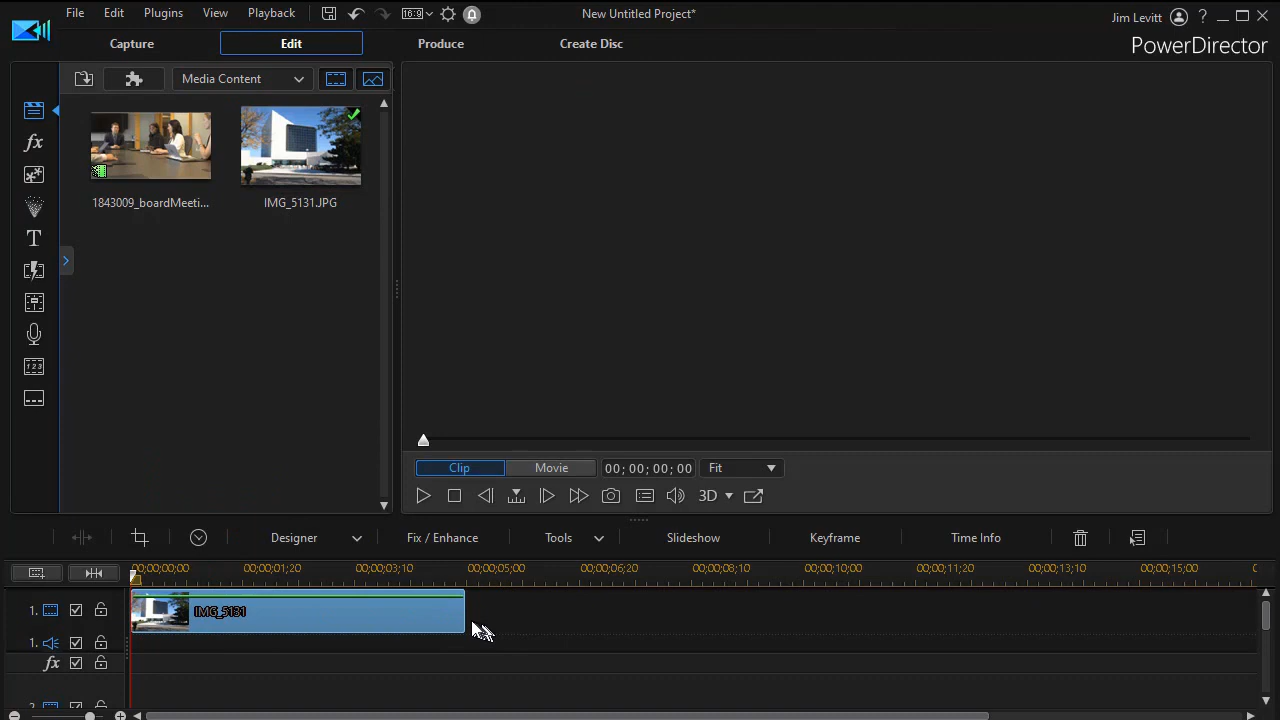 File Edit Plugins View Playback 16:9 New Untitled Project* Jim Levitt ?
Capture Edit Produce Create Disc PowerDirector
Media Content
1843009_boardMeeti... IMG_5131.JPG
fx
T
Clip Movie 00; 00; 00; 00 Fit
3D
Designer Fix / Enhance Tools Slideshow Keyframe Time Info
00;00;00;00 00;00;01;20 00;00;03;10 00;00;05;00 00;00;06;20 00;00;08;10 00;00;10;00 00;00;11;20 00;00;13;10 00;00;15;00
1. IMG_5131
1.
fx
2.